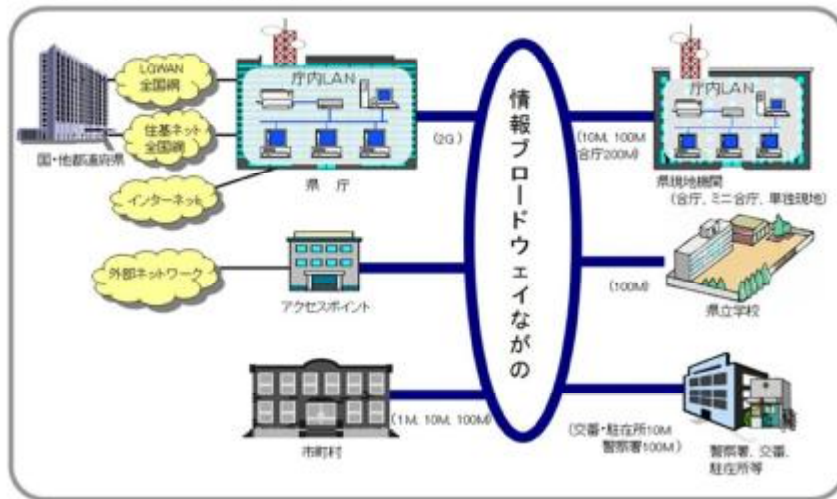 LGWAN
全国網
住基ネット
全国網
国・他都道府県
インターネット
庁内LAN
県 庁
(2G)
情報ブロードウェイながの
庁内LAN
(10M, 100M
合庁200M)
県現地機関
(合庁、ミニ合庁、単独現地)
外部ネットワーク
アクセスポイント
(100M)
県立学校
市町村
(1M, 10M, 100M)
(交番・駐在所10M
警察署100M)
警察署、交番、
駐在所等